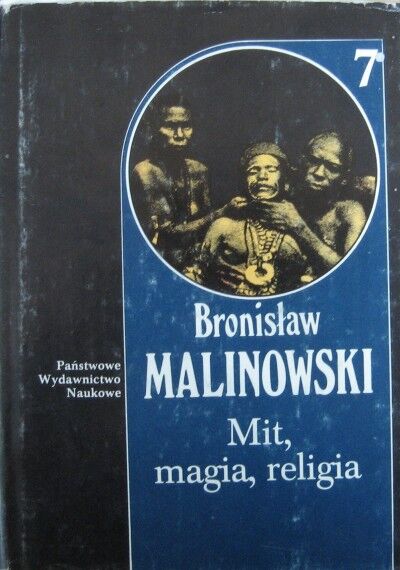 7
Bronisław
MALINOWSKI
Mit,
magia, religia
Państwowe
Wydawnictwo
Naukowe